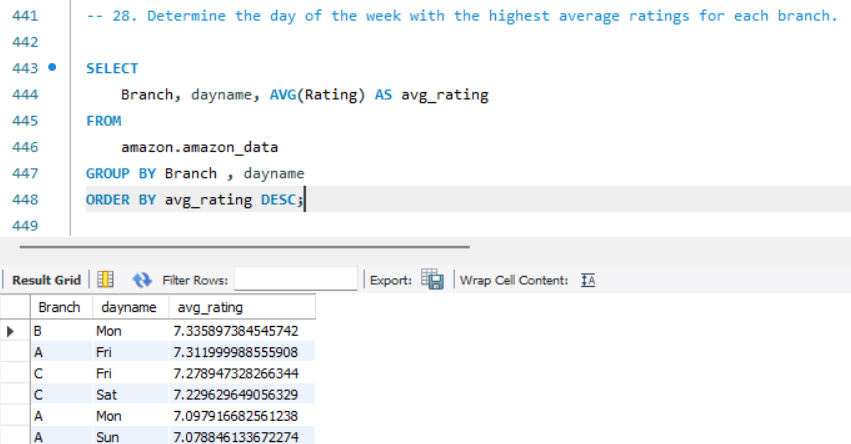 441 -- 28. Determine the day of the week with the highest average ratings for each branch.
442
443 SELECT
444 Branch, dayname, AVG(Rating) AS avg_rating
445 FROM
446 amazon.amazon_data
447 GROUP BY Branch , dayname
448 ORDER BY avg_rating DESC;
449
Result Grid Filter Rows: Export: Wrap Cell Content: IA
Branch dayname avg_rating
B Mon 7.335897384545742
A Fri 7.311999988555908
C Fri 7.278947328266344
C Sat 7.229629649056329
A Mon 7.097916682561238
A Sun 7.078846133672274